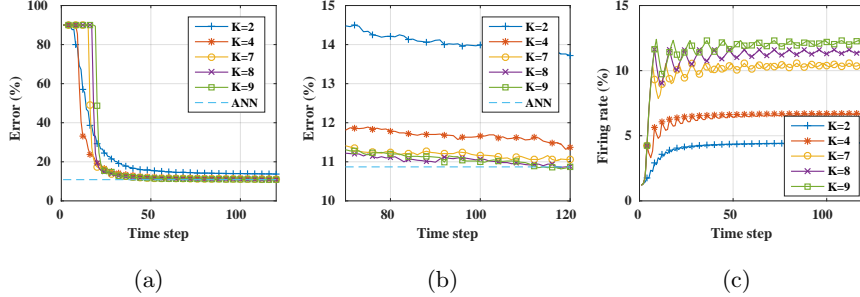 100
80
60
40
20
0
Error (%)
0
50
100
Time step
K=2
K=4
K=7
K=8
K=9
ANN
(a)
15
14
13
12
11
10
Error (%)
80
100
120
Time step
K=2
K=4
K=7
K=8
K=9
ANN
(b)
15
10
5
0
Firing rate (%)
0
50
100
Time step
K=2
K=4
K=7
K=8
K=9
(c)